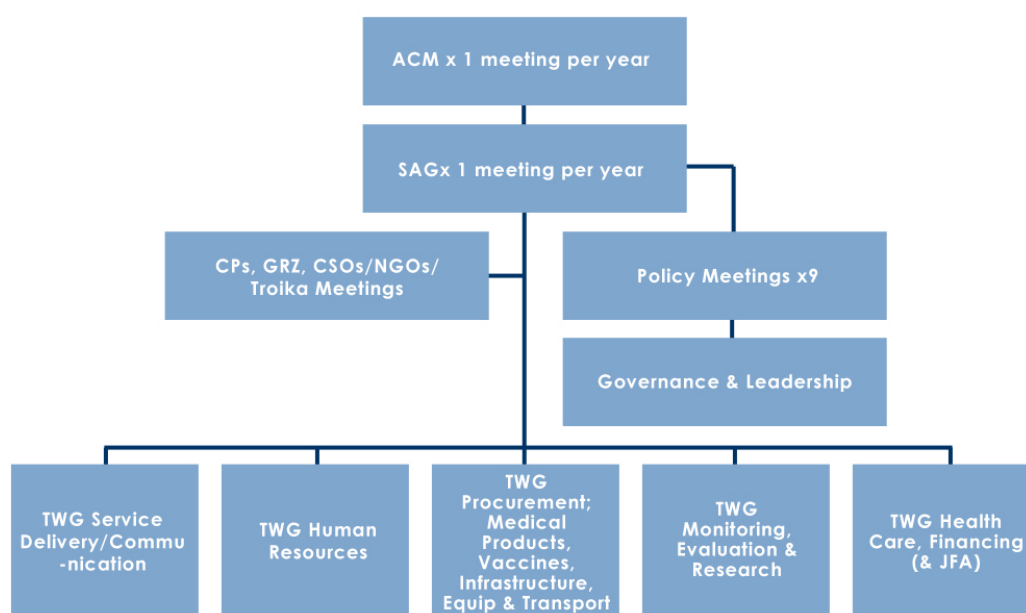 ACM x 1 meeting per year
SAGx 1 meeting per year
CPs, GRZ, CSOs/NGOs/
Troika Meetings
Policy Meetings x9
Governance & Leadership
TWG Service
Delivery/Commu
-nication
TWG Human
Resources
TWG
Procurement;
Medical
Products,
Vaccines,
Infrastructure,
Equip & Transport
TWG
Monitoring,
Evaluation &
Research
TWG Health
Care, Financing
(& JFA)